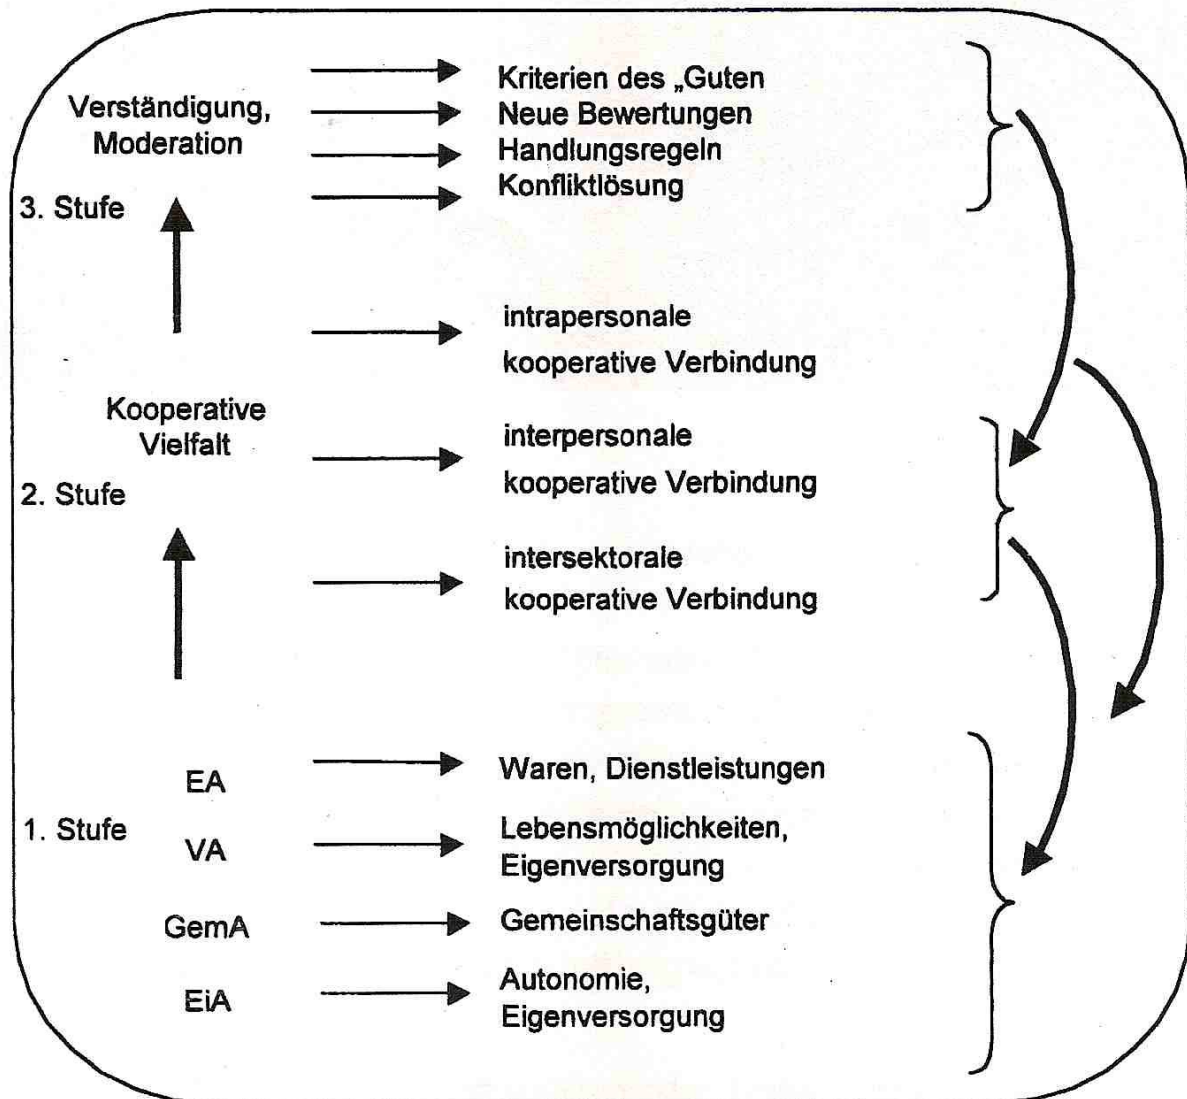 Verständigung,
Moderation
Kriterien des „Guten
Neue Bewertungen
Handlungsregeln
Konfliktlösung
3. Stufe
intrapersonale
kooperative Verbindung
Kooperative
Vielfalt
interpersonale
kooperative Verbindung
2. Stufe
intersektorale
kooperative Verbindung
EA
Waren, Dienstleistungen
1. Stufe
VA
Lebensmöglichkeiten,
Eigenversorgung
GemA
Gemeinschaftsgüter
EiA
Autonomie,
Eigenversorgung